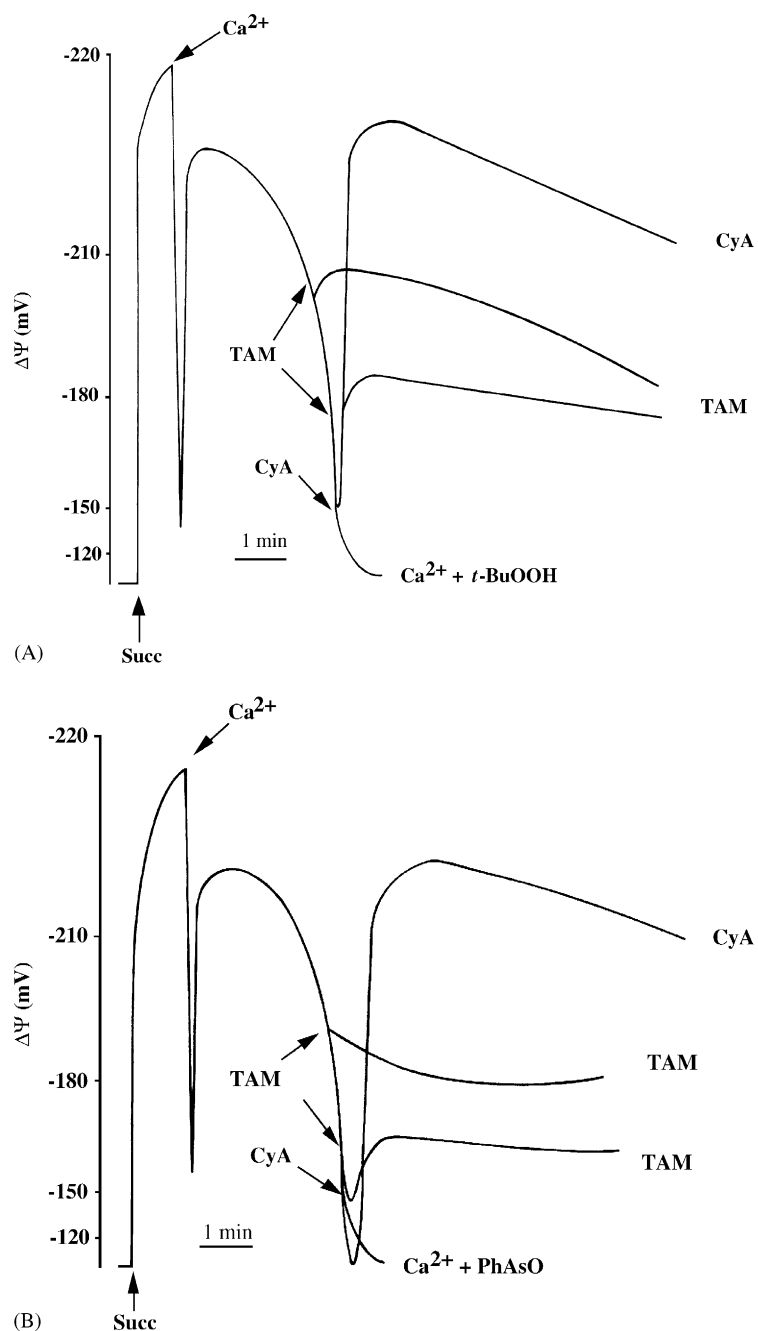 Ca2+
-220
-210
CyA
ΔΨ (mV)
TAM
-180
TAM
CyA
-150
1 min
-120
Ca2+ + t-BuOOH
(A)
Succ
Ca2+
-220
-210
CyA
ΔΨ (mV)
TAM
TAM
-180
CyA
TAM
-150
1 min
-120
Ca2+ + PhAsO
(B)
Succ